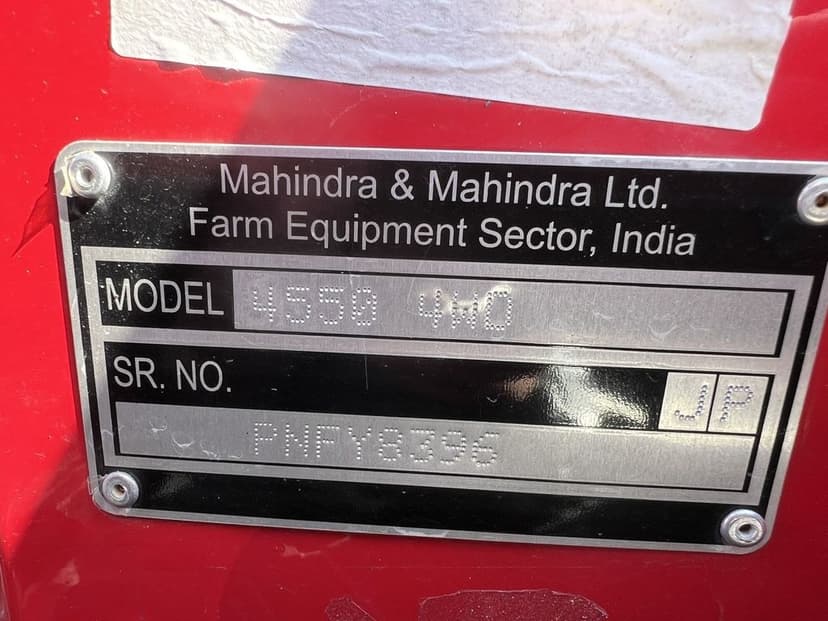 Mahindra & Mahindra Ltd.
Farm Equipment Sector, India
MODEL 4550 4WD
SR. NO. JP
PNFY8396